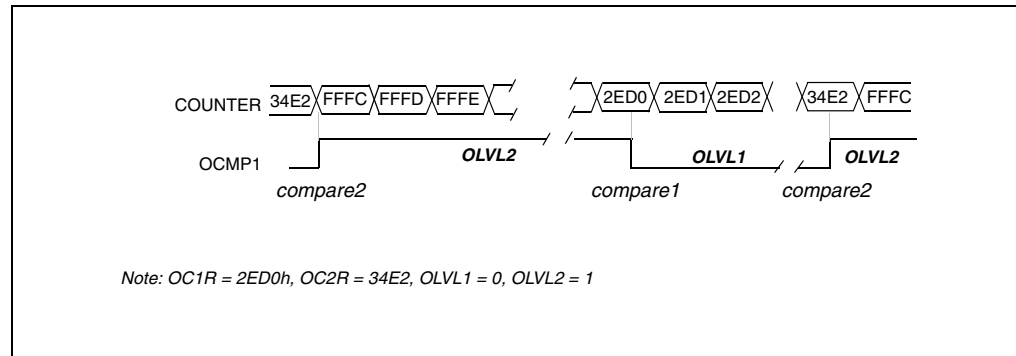 COUNTER 34E2 FFFC FFFD FFFE 2ED0 2ED1 2ED2 34E2 FFFC
OCMP1 OLVL2 OLVL1 OLVL2
compare2 compare1 compare2
Note: OC1R = 2ED0h, OC2R = 34E2, OLVL1 = 0, OLVL2 = 1